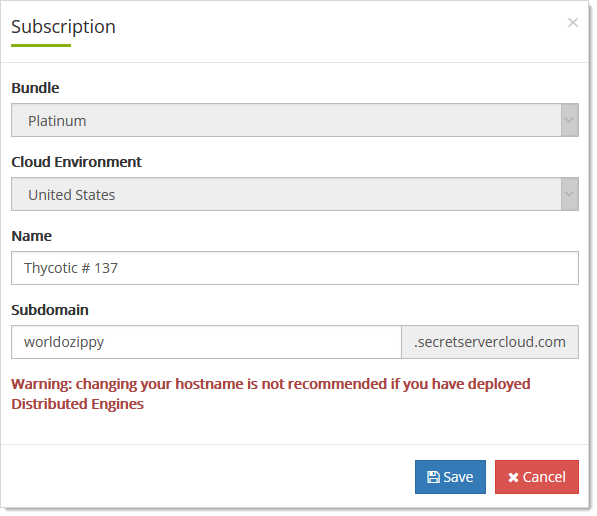 Subscription
×
Bundle
Platinum
Cloud Environment
United States
Name
Thycotic # 137
Subdomain
worldozippy .secretservercloud.com
Warning: changing your hostname is not recommended if you have deployed
Distributed Engines
Save Cancel